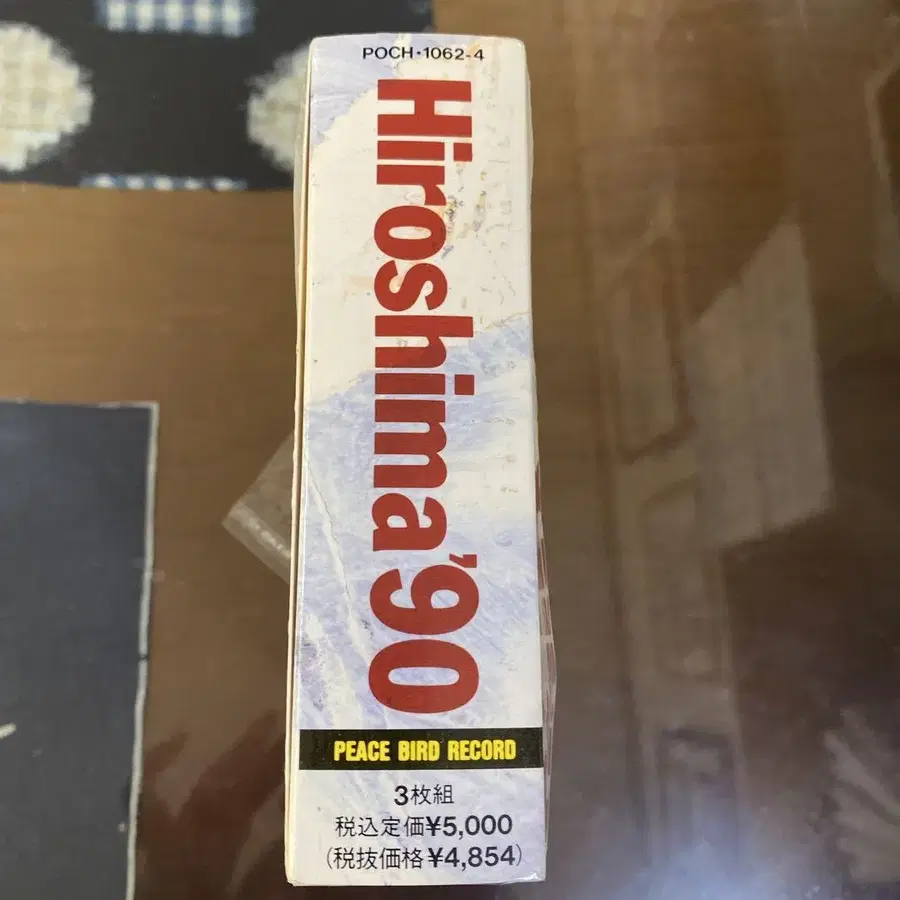 POCH・1062-4
Hiroshima '90
PEACE BIRD RECORD
3枚組
税込定価¥5,000
(税抜価格¥4,854)